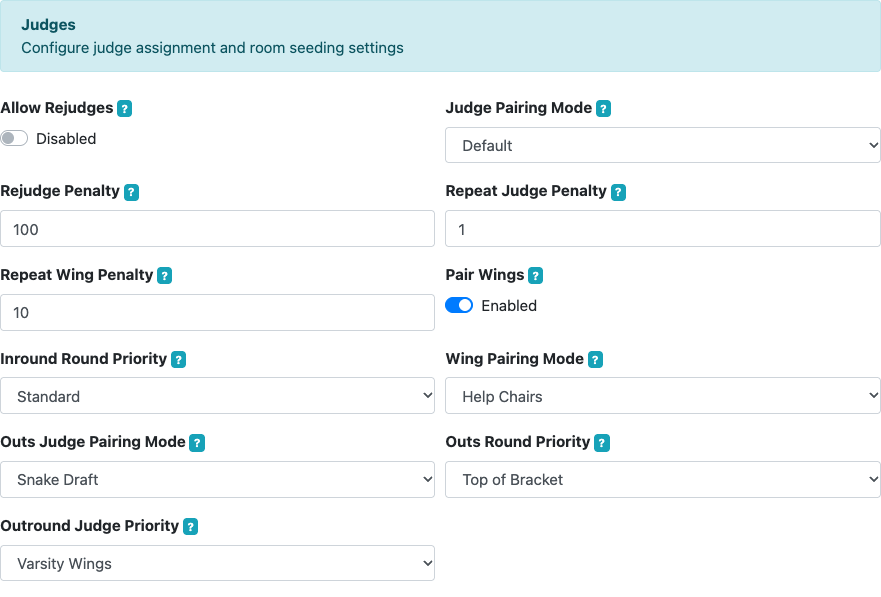 Judges
Configure judge assignment and room seeding settings
Allow Rejudges ?
Disabled
Judge Pairing Mode ?
Default
Rejudge Penalty ?
100
Repeat Judge Penalty ?
1
Repeat Wing Penalty ?
10
Pair Wings ?
Enabled
Inround Round Priority ?
Standard
Wing Pairing Mode ?
Help Chairs
Outs Judge Pairing Mode ?
Snake Draft
Outs Round Priority ?
Top of Bracket
Outround Judge Priority ?
Varsity Wings